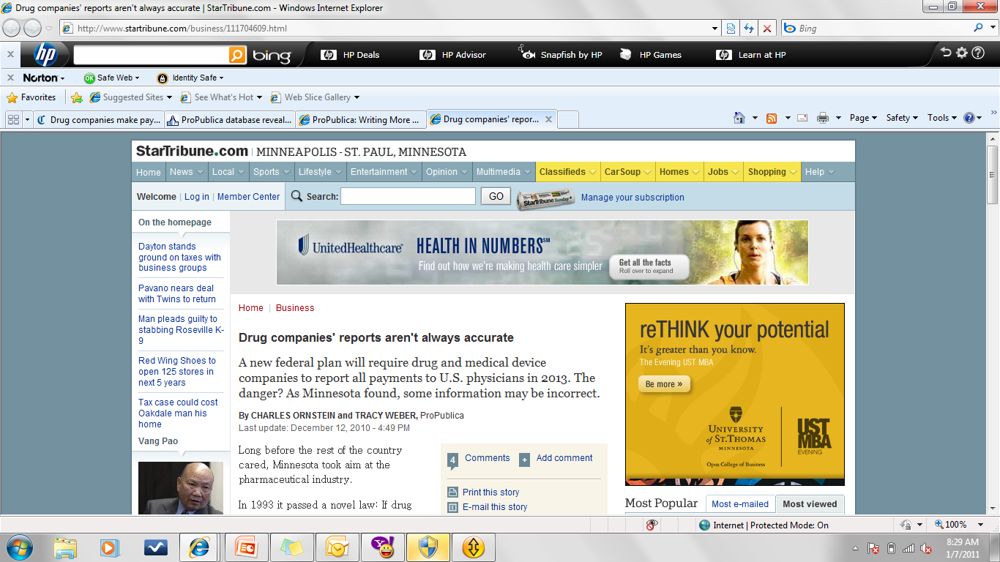 Drug companies' reports aren't always accurate | StarTribune.com - Windows Internet Explorer
http://www.startribune.com/business/111704609.html
Bing
hp
bing
HP Deals
HP Advisor
Snapfish by HP
HP Games
Learn at HP
Norton
OK Safe Web
Identity Safe
Favorites
Suggested Sites
See What's Hot
Web Slice Gallery
Drug companies make pay...
ProPublica database reveal...
ProPublica: Writing More ...
Drug companies' repor...
Page
Safety
Tools
StarTribune.com | MINNEAPOLIS - ST. PAUL, MINNESOTA
Home
News
Local
Sports
Lifestyle
Entertainment
Opinion
Multimedia
Classifieds
CarSoup
Homes
Jobs
Shopping
Help
Welcome | Log in | Member Center
Search:
GO
StarTribune Sunday
Manage your subscription
On the homepage
Dayton stands
ground on taxes with
business groups
Pavano nears deal
with Twins to return
Man pleads guilty to
stabbing Roseville K-
9
Red Wing Shoes to
open 125 stores in
next 5 years
Tax case could cost
Oakdale man his
home
Vang Pao
UnitedHealthcare®
HEALTH IN NUMBERS℠
Find out how we're making health care simpler
Get all the facts
Roll over to expand
Home | Business
Drug companies' reports aren't always accurate
A new federal plan will require drug and medical device
companies to report all payments to U.S. physicians in 2013. The
danger? As Minnesota found, some information may be incorrect.
By CHARLES ORNSTEIN and TRACY WEBER, ProPublica
Last update: December 12, 2010 - 4:49 PM
Long before the rest of the country
cared, Minnesota took aim at the
pharmaceutical industry.
In 1993 it passed a novel law: If drug
4 Comments
+ Add comment
Print this story
E-mail this story
reTHINK your potential
It's greater than you know.
The Evening UST MBA
Be more »
UNIVERSITY
of ST. THOMAS
MINNESOTA
Opus College of Business
UST
MBA
EVENING
Most Popular
Most e-mailed
Most viewed
Internet | Protected Mode: On
100%
8:29 AM
1/7/2011